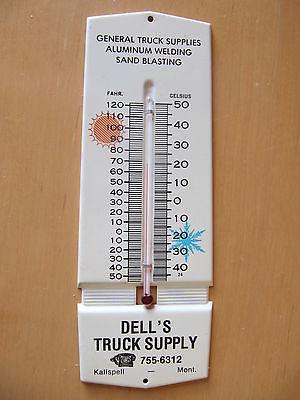 GENERAL TRUCK SUPPLIES
ALUMINUM WELDING
SAND BLASTING
FAHR. CELSIUS
120 50
110
100 40
90
80 30
70
60 20
50 10
40
30 0
20
10 10
0
10 20
20
30 30
40 40
50 24
DELL'S
TRUCK SUPPLY
755-6312
Kalispell — Mont.